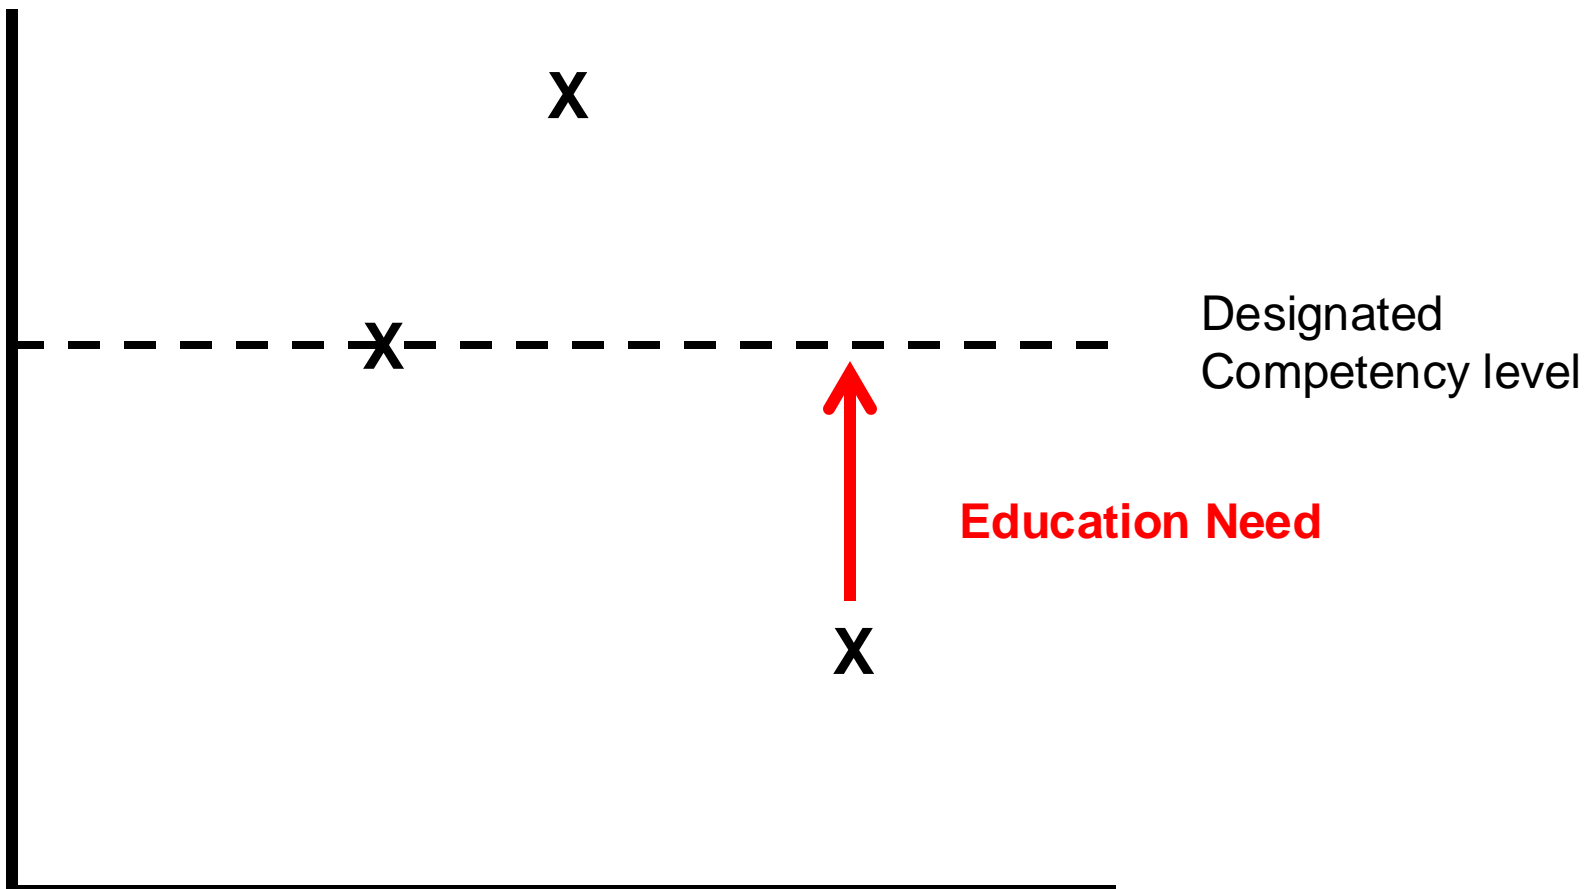 X
X
Designated
Competency level
Education Need
X